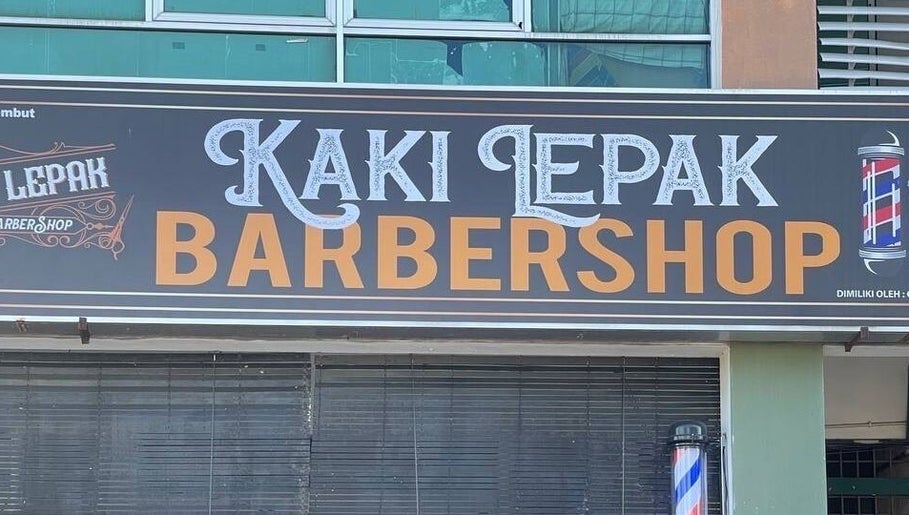 LEPAK
BARBERSHOP
KAKI LEPAK
BARBERSHOP
DIMILIKI OLEH :